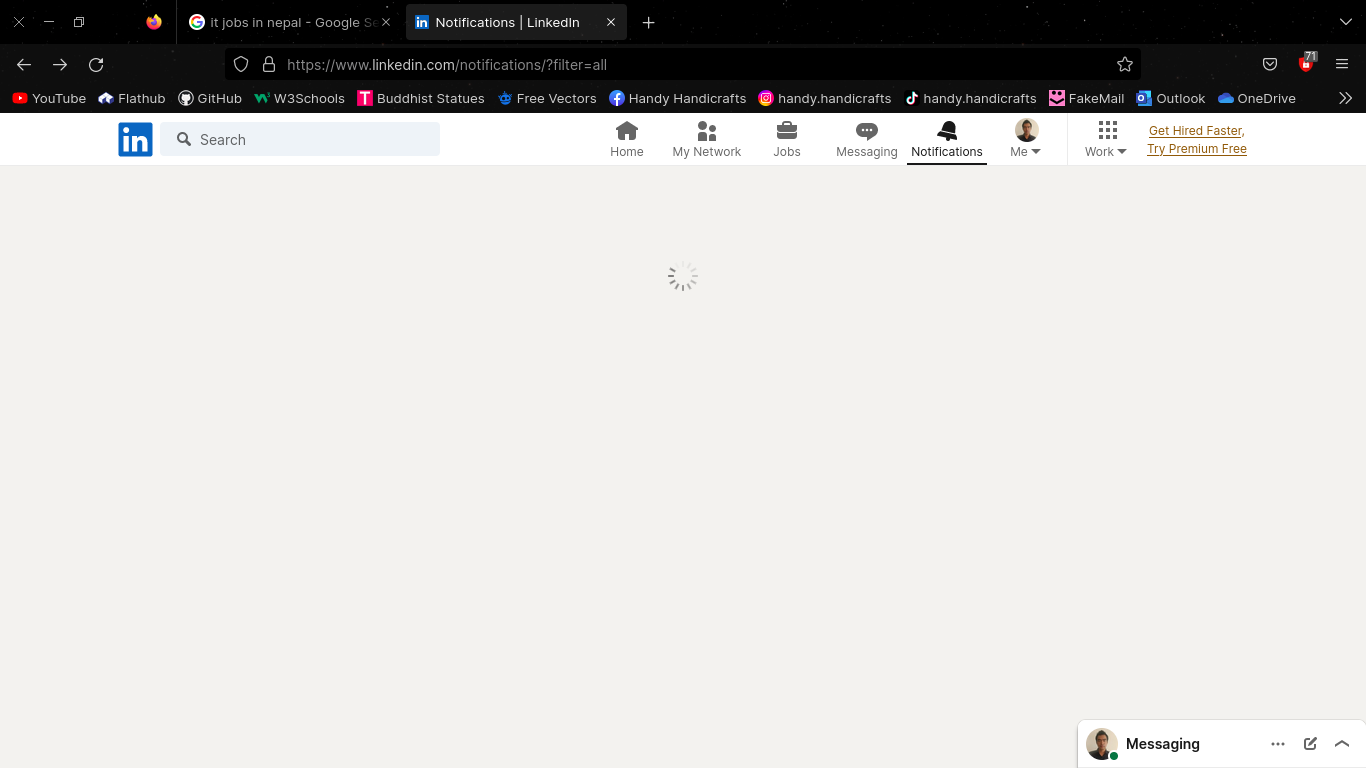 it jobs in nepal - Google Se
Notifications | LinkedIn
https://www.linkedin.com/notifications/?filter=all
71
YouTube
Flathub
GitHub
W3Schools
Buddhist Statues
Free Vectors
Handy Handicrafts
handy.handicrafts
handy.handicrafts
FakeMail
Outlook
OneDrive
in
Search
Home
My Network
Jobs
Messaging
Notifications
Me
Work
Get Hired Faster,
Try Premium Free
Messaging